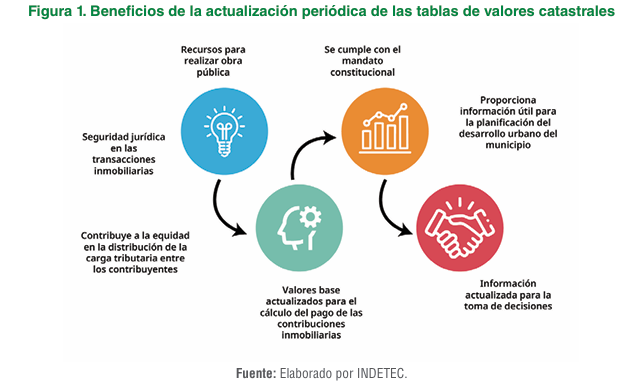 Figura 1. Beneficios de la actualización periódica de las tablas de valores catastrales
Recursos para
realizar obra
pública
Se cumple con el
mandato
constitucional
Proporciona
información útil para
la planificación del
desarrollo urbano del
municipio
Seguridad jurídica
en las
transacciones
inmobiliarias
Contribuye a la equidad
en la distribución de la
carga tributaria entre
los contribuyentes
Valores base
actualizados para el
cálculo del pago de las
contribuciones
inmobiliarias
Información
actualizada para la
toma de decisiones
Fuente: Elaborado por INDETEC.